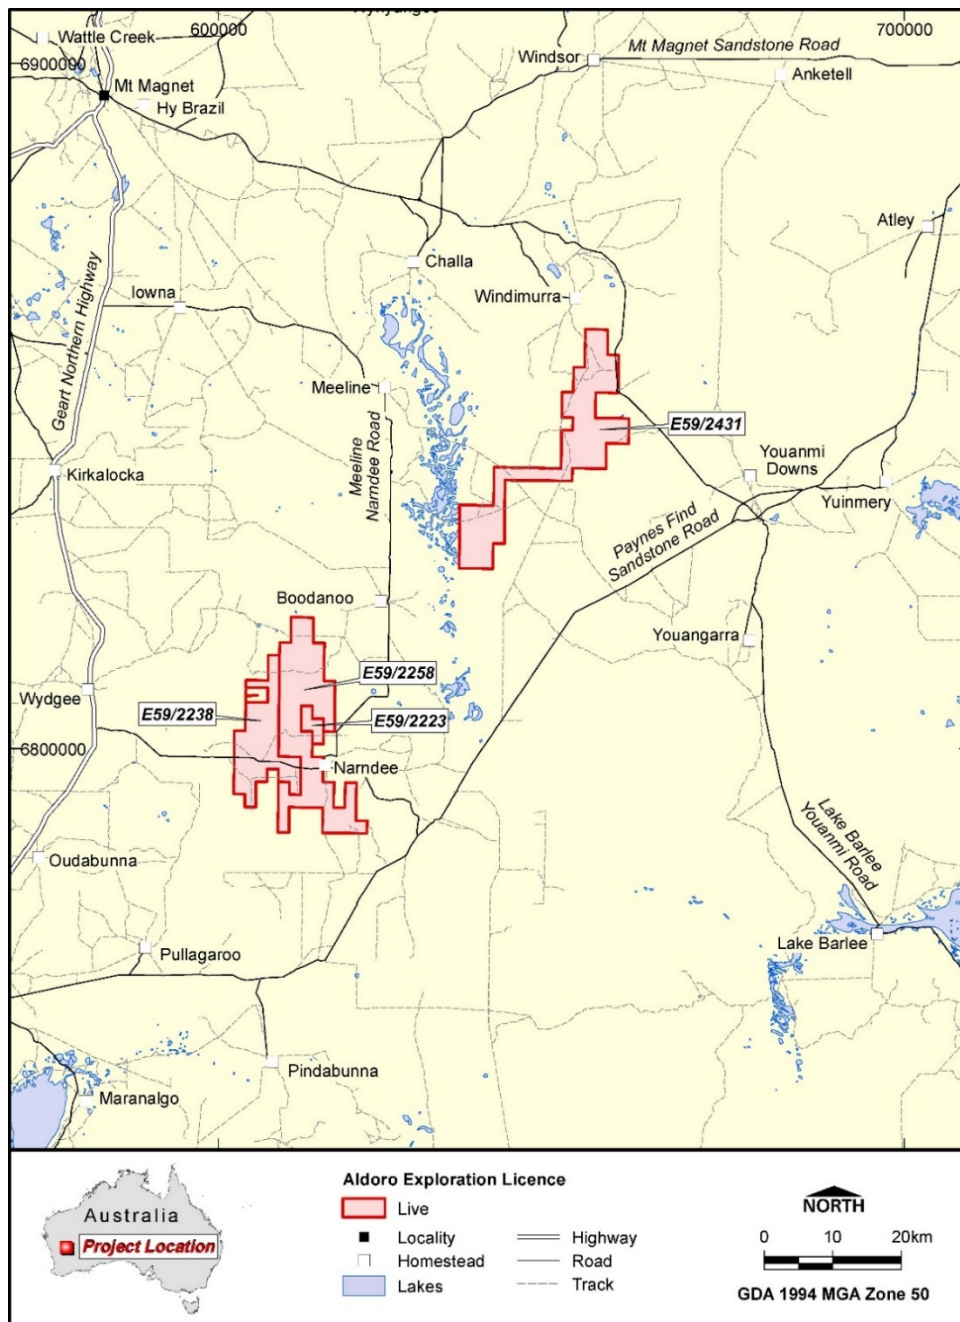 600000
700000
Wattle Creek
6900000
Mt Magnet
Hy Brazil
Windsor
Mt Magnet Sandstone Road
Anketell
Atley
Challa
Iowna
Windimurra
Geart Northern Highway
Meeline
Meeline
Narndee Road
E59/2431
Kirkalocka
Youanmi
Downs
Yuinmery
Paynes Find
Sandstone Road
Boodanoo
Youangarra
E59/2258
Wydgee
E59/2238
E59/2223
6800000
Narndee
Oudabunna
Lake Barlee
Youanmi Road
Pullagaroo
Lake Barlee
Pindabunna
Maranalgo
Australia
Project Location
Aldoro Exploration Licence
Live
Locality
Homestead
Lakes
Highway
Road
Track
NORTH
0 10 20km
GDA 1994 MGA Zone 50